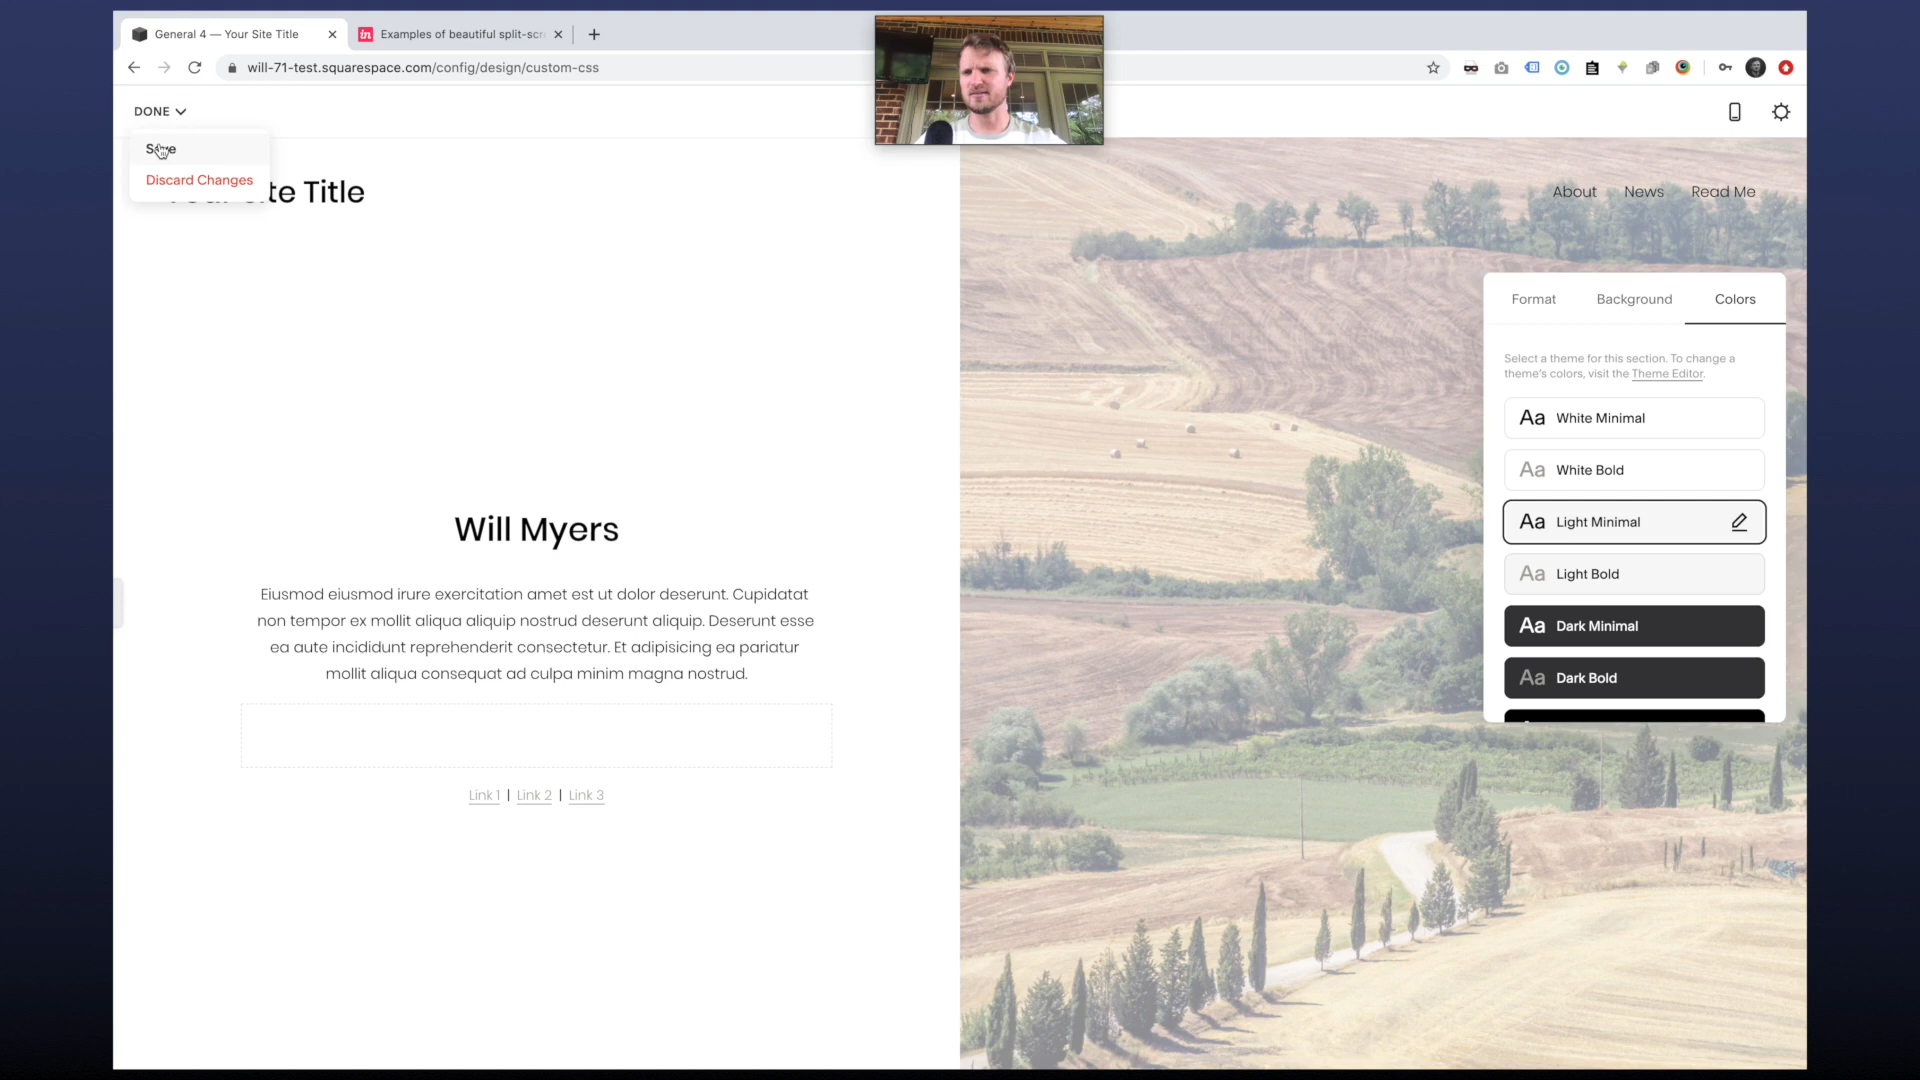 General 4 — Your Site Title
in Examples of beautiful split-scr
will-71-test.squarespace.com/config/design/custom-css
DONE
Save
Discard Changes
Your Site Title
About News Read Me
Format Background Colors
Select a theme for this section. To change a
theme's colors, visit the Theme Editor.
Aa White Minimal
Aa White Bold
Aa Light Minimal
Aa Light Bold
Aa Dark Minimal
Aa Dark Bold
Will Myers
Eiusmod eiusmod irure exercitation amet est ut dolor deserunt. Cupidatat
non tempor ex mollit aliqua aliquip nostrud deserunt aliquip. Deserunt esse
ea aute incididunt reprehenderit consectetur. Et adipisicing ea pariatur
mollit aliqua consequat ad culpa minim magna nostrud.
Link 1 | Link 2 | Link 3